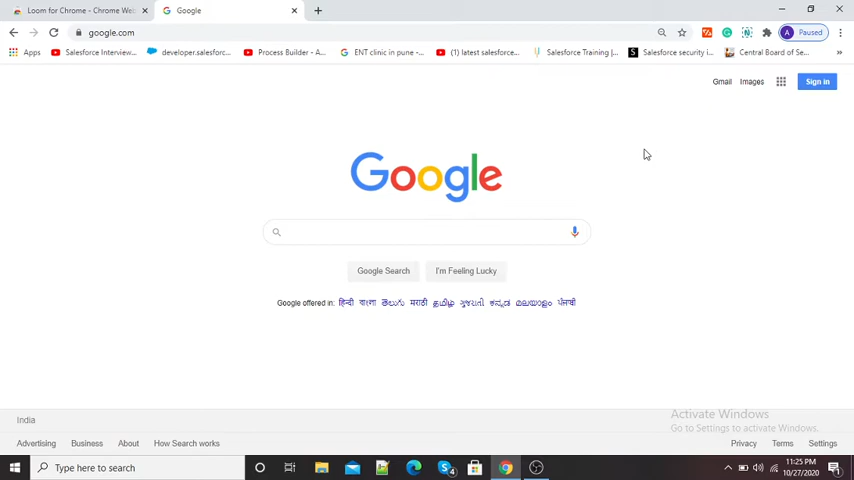 Loom for Chrome - Chrome Web
Google
google.com
Paused
Apps
Salesforce Interview...
developer.salesforc...
Process Builder - A...
ENT clinic in pune -...
(1) latest salesforce...
Salesforce Training |...
Salesforce security i...
Central Board of Se...
Gmail Images
Sign in
Google
Google Search
I'm Feeling Lucky
Google offered in: हिन्दी বাংলা తెలుగు मराठी தமிழ் ગુજરાતી ಕನ್ನಡ മലയാളം ਪੰਜਾਬੀ
Activate Windows
Go to Settings to activate Windows.
India
Advertising Business About How Search works
Privacy Terms Settings
Type here to search
4
11:25 PM
10/27/2020
1